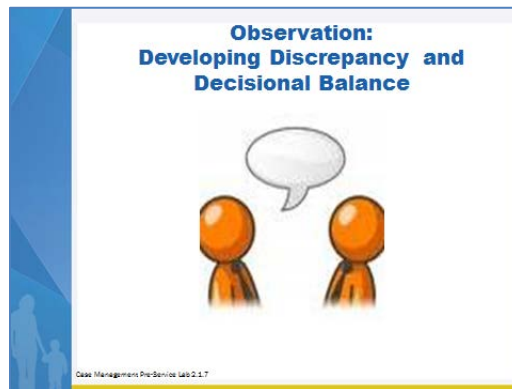 Observation:
Developing Discrepancy and
Decisional Balance
Case Management Pre-Service Lab 2.1.7